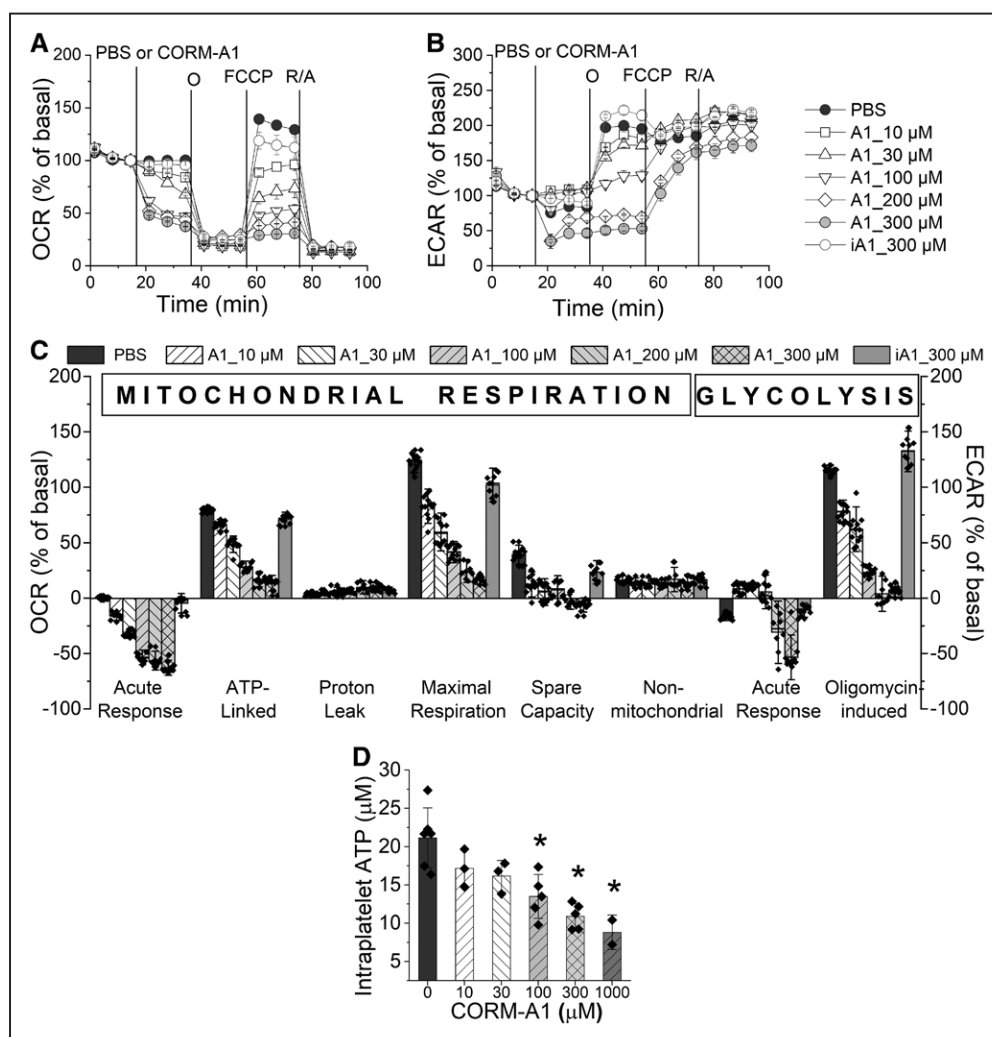 A
PBS or CORM-A1
O
FCCP
R/A
200
150
100
50
0
OCR (% of basal)
0
20
40
60
80
100
Time (min)
B
PBS or CORM-A1
O
FCCP
R/A
300
250
200
150
100
50
0
ECAR (% of basal)
0
20
40
60
80
100
Time (min)
PBS
A1_10 µM
A1_30 µM
A1_100 µM
A1_200 µM
A1_300 µM
iA1_300 µM
C
PBS
A1_10 µM
A1_30 µM
A1_100 µM
A1_200 µM
A1_300 µM
iA1_300 µM
MITOCHONDRIAL RESPIRATION
GLYCOLYSIS
200
150
100
50
0
-50
-100
OCR (% of basal)
200
150
100
50
0
-50
-100
ECAR (% of basal)
Acute
Response
ATP-
Linked
Proton
Leak
Maximal
Respiration
Spare
Capacity
Non-
mitochondrial
Acute
Response
Oligomycin-
induced
D
30
25
20
15
10
5
Intraplatelet ATP (µM)
*
*
*
0
10
30
100
300
1000
CORM-A1 (µM)